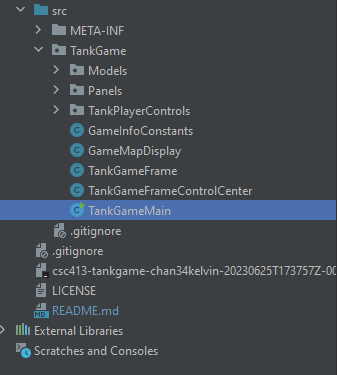 src
META-INF
TankGame
Models
Panels
TankPlayerControls
GameInfoConstants
GameMapDisplay
TankGameFrame
TankGameFrameControlCenter
TankGameMain
.gitignore
.gitignore
csc413-tankgame-chan34kelvin-20230625T173757Z-00
LICENSE
README.md
External Libraries
Scratches and Consoles